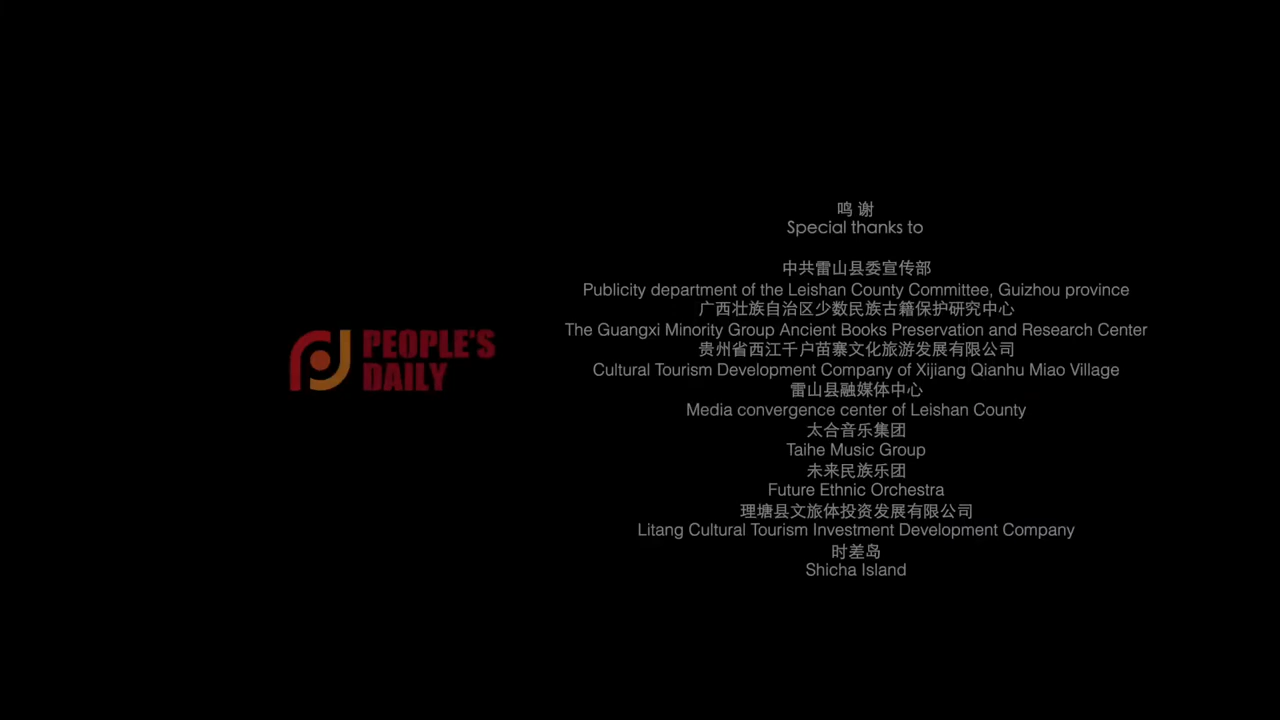 PEOPLE'S
DAILY
鸣 谢
Special thanks to
中共雷山县委宣传部
Publicity department of the Leishan County Committee, Guizhou province
广西壮族自治区少数民族古籍保护研究中心
The Guangxi Minority Group Ancient Books Preservation and Research Center
贵州省西江千户苗寨文化旅游发展有限公司
Cultural Tourism Development Company of Xijiang Qianhu Miao Village
雷山县融媒体中心
Media convergence center of Leishan County
太合音乐集团
Taihe Music Group
未来民族乐团
Future Ethnic Orchestra
理塘县文旅体投资发展有限公司
Litang Cultural Tourism Investment Development Company
时差岛
Shicha Island